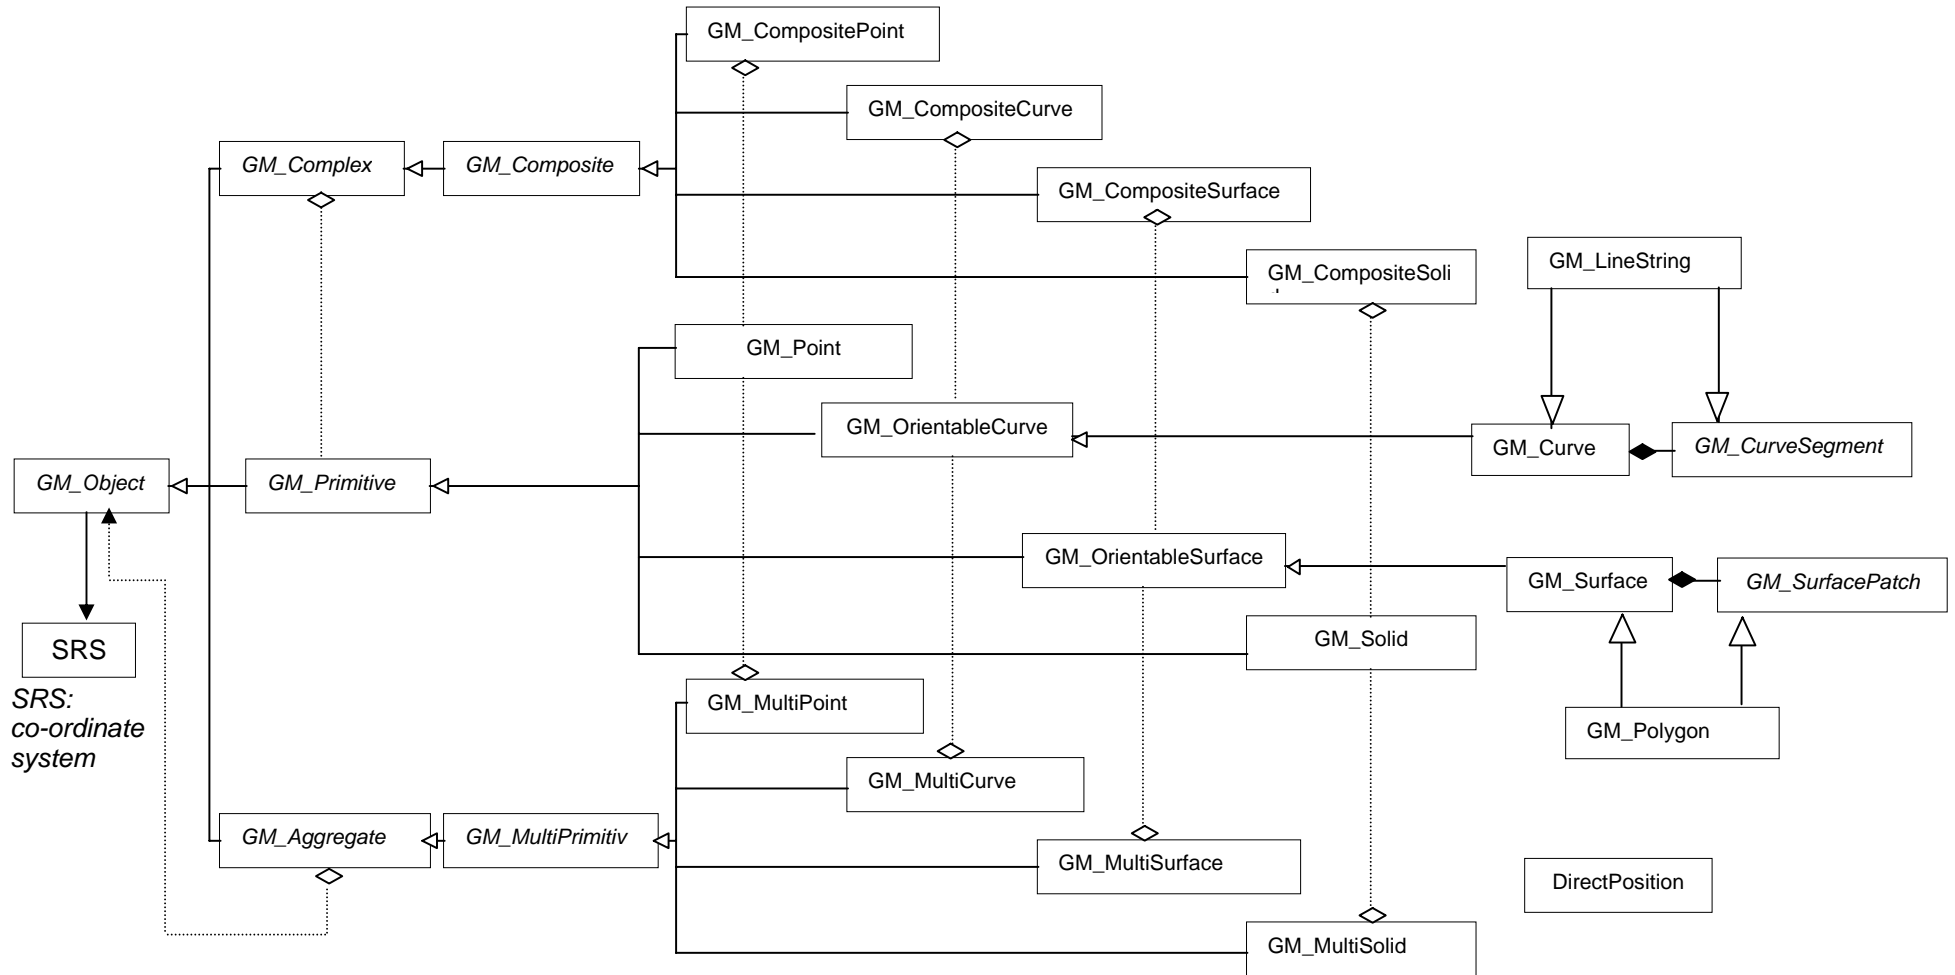 GM_CompositePoint
GM_CompositeCurve
GM_Complex
GM_Composite
GM_CompositeSurface
GM_CompositeSoli
GM_LineString
GM_Point
GM_OrientableCurve
GM_Curve
GM_CurveSegment
GM_Object
GM_Primitive
GM_OrientableSurface
GM_Surface
GM_SurfacePatch
SRS
GM_Solid
SRS:
co-ordinate
system
GM_MultiPoint
GM_Polygon
GM_MultiCurve
GM_Aggregate
GM_MultiPrimitiv
GM_MultiSurface
DirectPosition
GM_MultiSolid